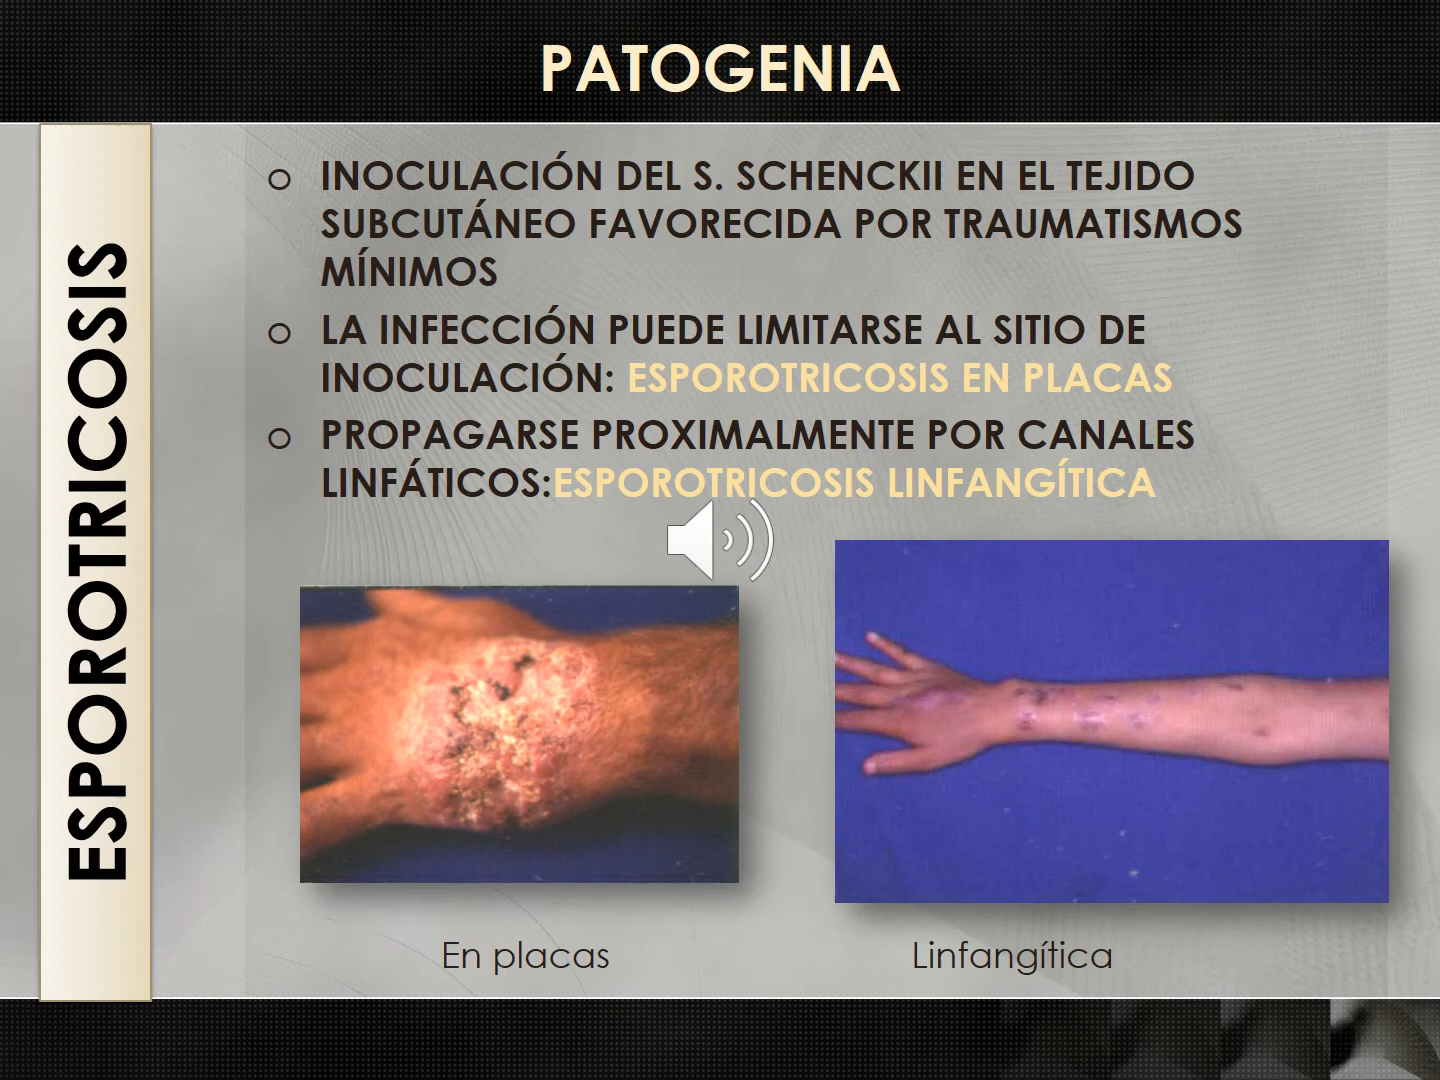 PATOGENIA
ESPOROTRICOSIS
o INOCULACIÓN DEL S. SCHENCKII EN EL TEJIDO
SUBCUTÁNEO FAVORECIDA POR TRAUMATISMOS
MÍNIMOS
o LA INFECCIÓN PUEDE LIMITARSE AL SITIO DE
INOCULACIÓN: ESPOROTRICOSIS EN PLACAS
o PROPAGARSE PROXIMALMENTE POR CANALES
LINFÁTICOS:ESPOROTRICOSIS LINFANGÍTICA
En placas
Linfangítica